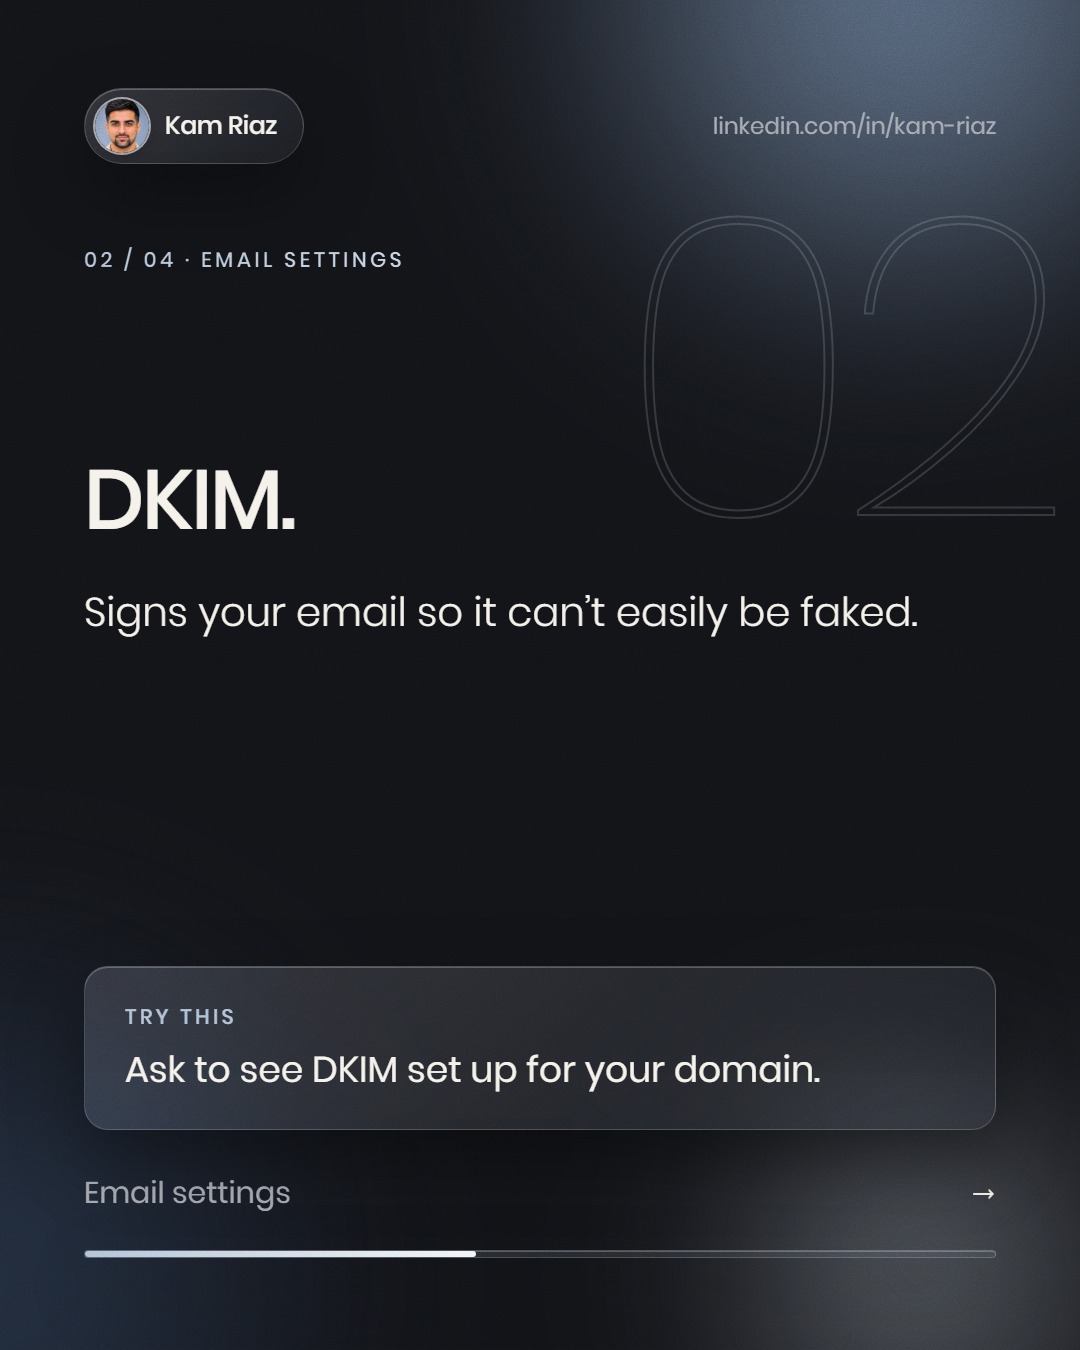 Kam Riaz
linkedin.com/in/kam-riaz
02 / 04 · EMAIL SETTINGS
02
DKIM.
Signs your email so it can’t easily be faked.
TRY THIS
Ask to see DKIM set up for your domain.
Email settings →